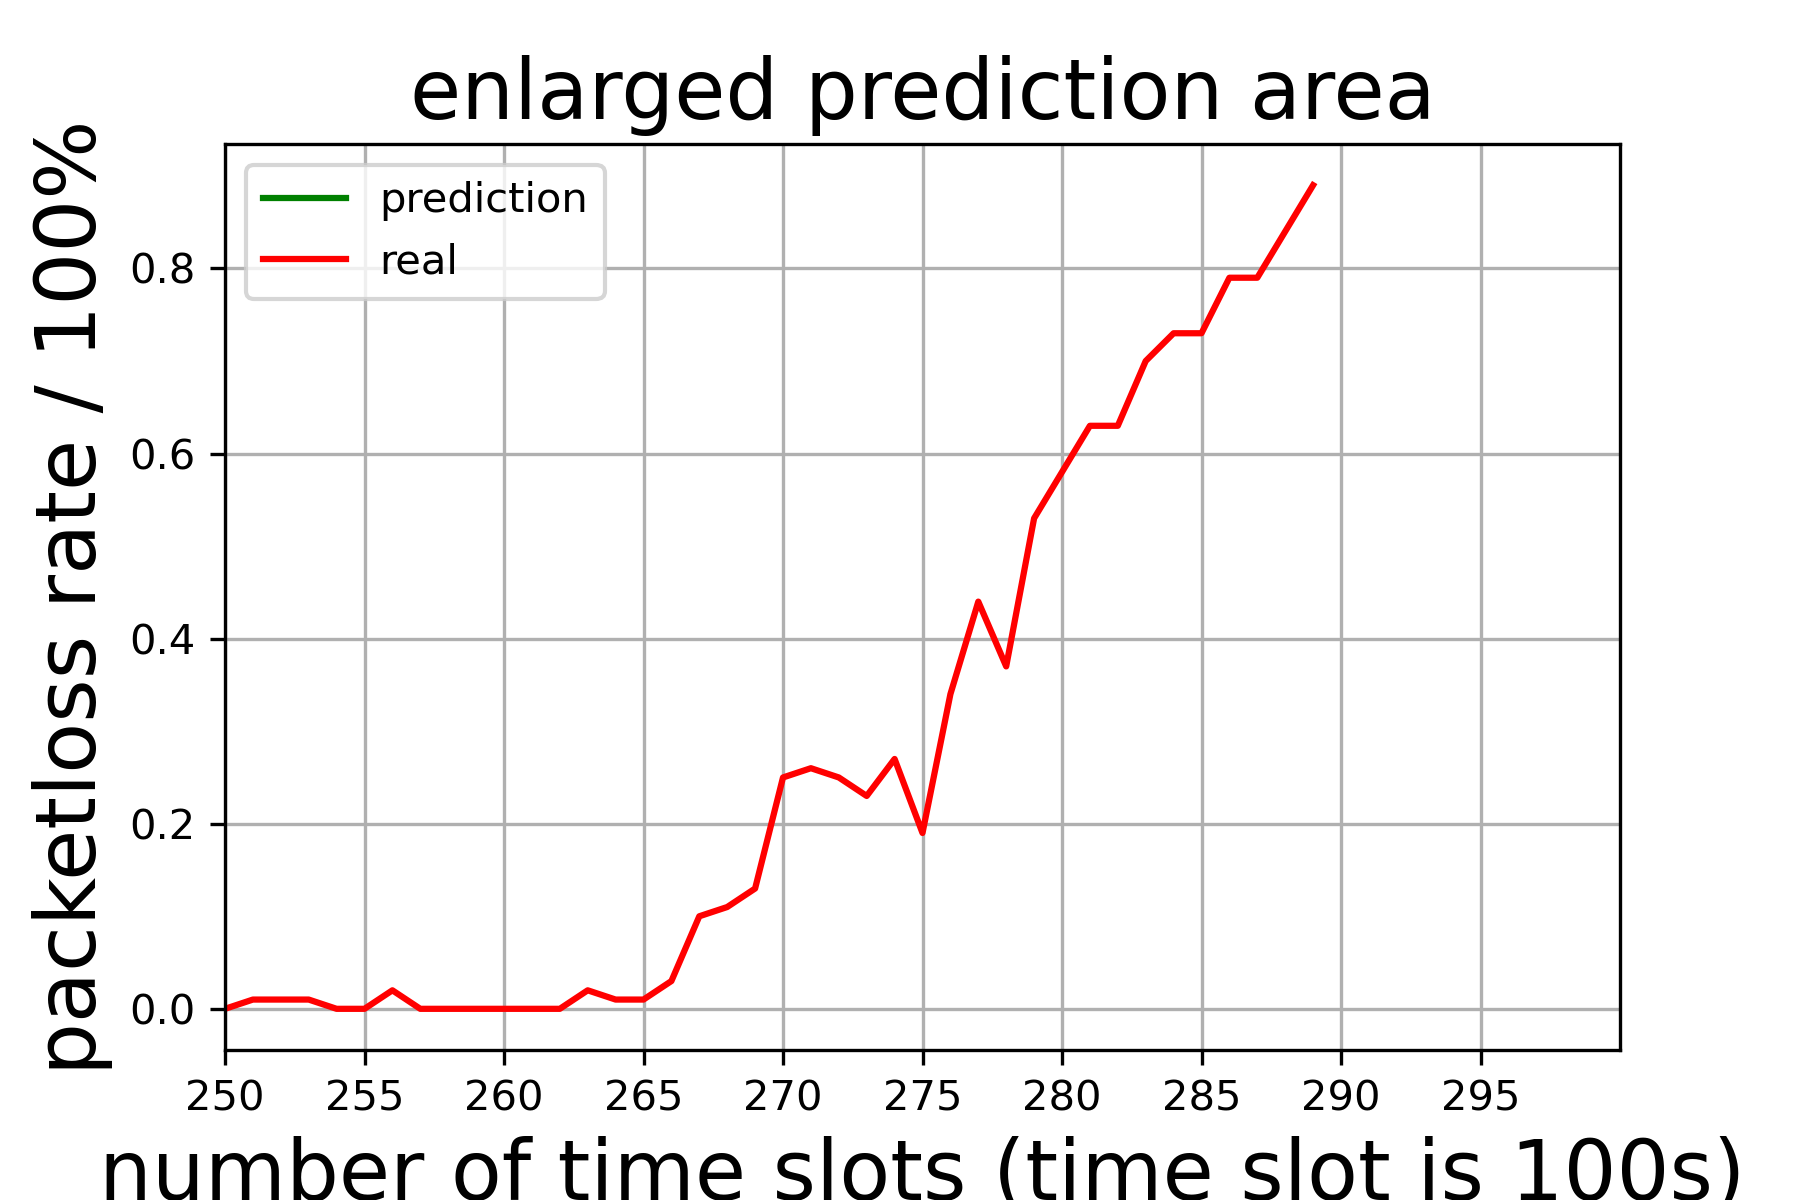 enlarged prediction area
prediction
real
packetloss rate / 100%
0.8
0.6
0.4
0.2
0.0
250 255 260 265 270 275 280 285 290 295
number of time slots (time slot is 100s)